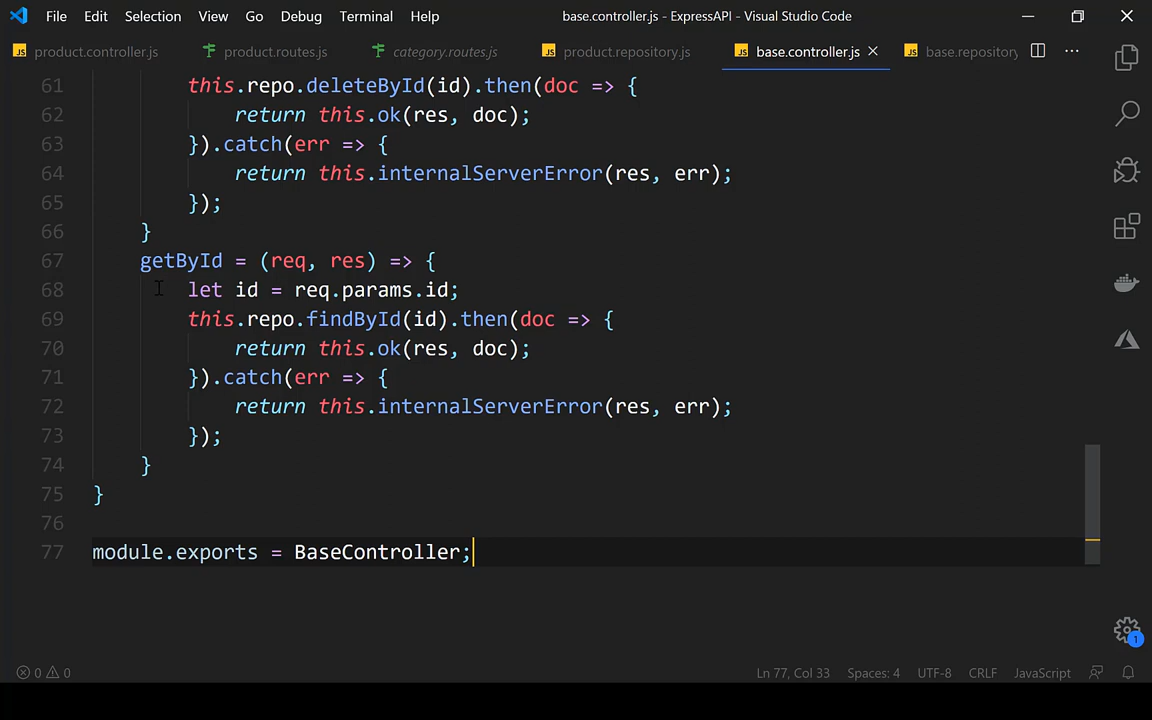 File Edit Selection View Go Debug Terminal Help base.controller.js - ExpressAPI - Visual Studio Code
JS product.controller.js product.routes.js category.routes.js JS product.repository.js JS base.controller.js JS base.repository
61 this.repo.deleteById(id).then(doc => {
62 return this.ok(res, doc);
63 }).catch(err => {
64 return this.internalServerError(res, err);
65 });
66 }
67 getById = (req, res) => {
68 let id = req.params.id;
69 this.repo.findById(id).then(doc => {
70 return this.ok(res, doc);
71 }).catch(err => {
72 return this.internalServerError(res, err);
73 });
74 }
75 }
76
77 module.exports = BaseController;
1
0 0 Ln 77, Col 33 Spaces: 4 UTF-8 CRLF JavaScript